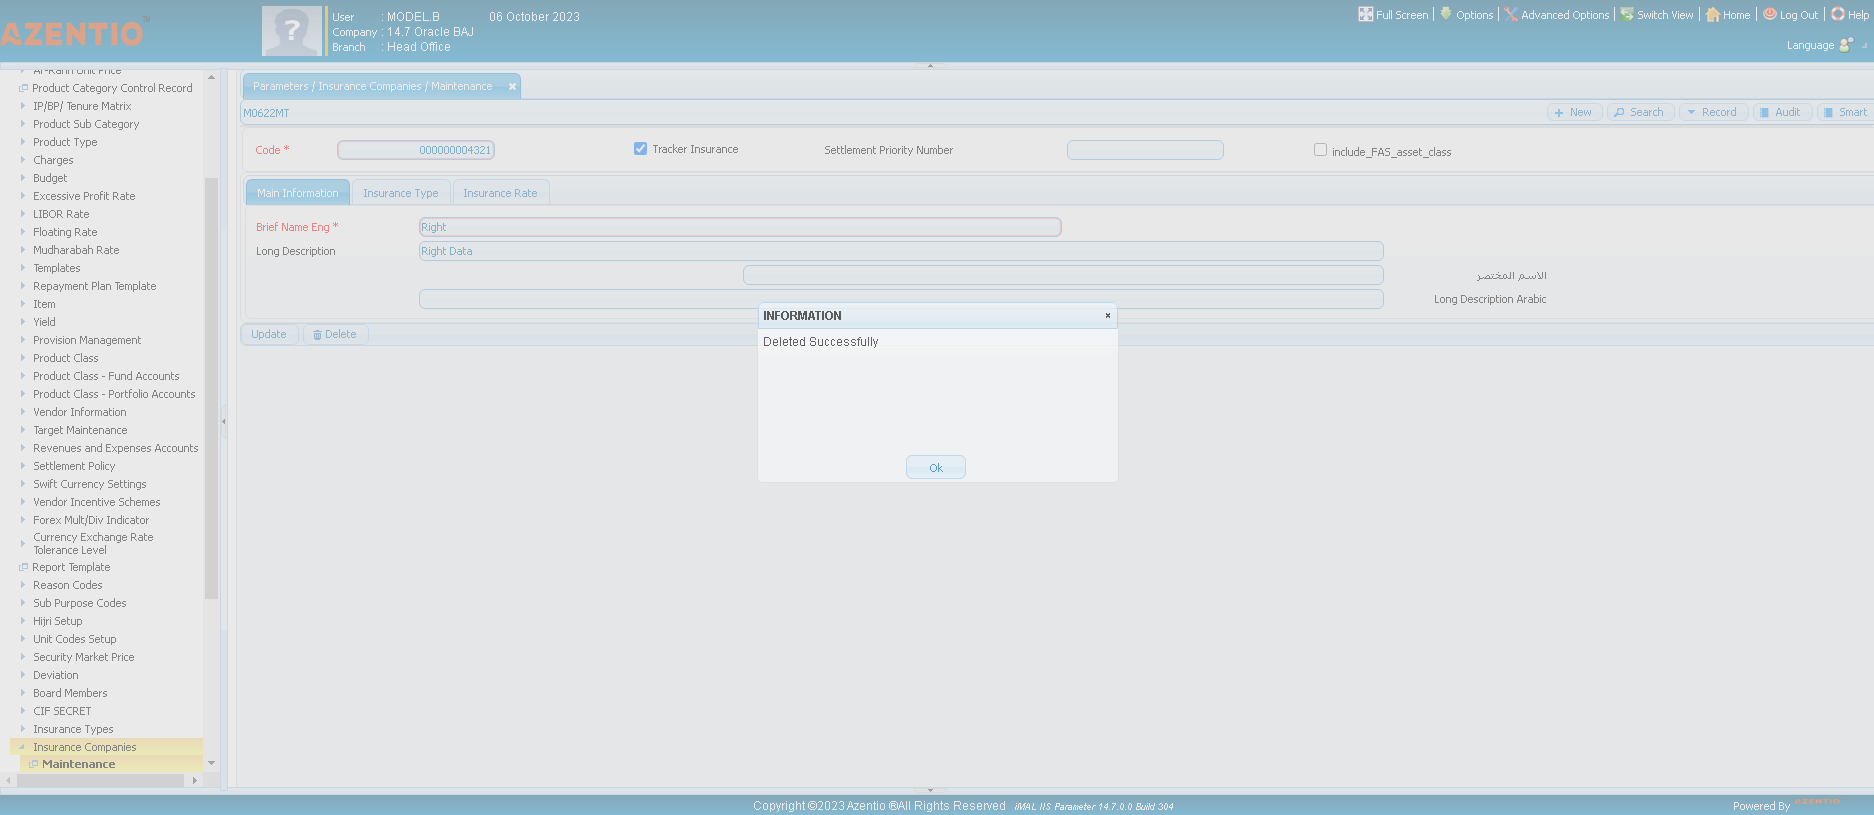 AZENTIO™
User : MODEL.B 06 October 2023
Company : 14.7 Oracle BAJ
Branch : Head Office
Full Screen Options Advanced Options Switch View Home Log Out Help
Language
Ar-Rahn Unit Price
Product Category Control Record
IP/BP/ Tenure Matrix
Product Sub Category
Product Type
Charges
Budget
Excessive Profit Rate
LIBOR Rate
Floating Rate
Mudharabah Rate
Templates
Repayment Plan Template
Item
Yield
Provision Management
Product Class
Product Class - Fund Accounts
Product Class - Portfolio Accounts
Vendor Information
Target Maintenance
Revenues and Expenses Accounts
Settlement Policy
Swift Currency Settings
Vendor Incentive Schemes
Forex Mult/Div Indicator
Currency Exchange Rate
Tolerance Level
Report Template
Reason Codes
Sub Purpose Codes
Hijri Setup
Unit Codes Setup
Security Market Price
Deviation
Board Members
CIF SECRET
Insurance Types
Insurance Companies
Maintenance
Parameters / Insurance Companies / Maintenance
M0622MT
New Search Record Audit Smart
Code * 000000004321 Tracker Insurance Settlement Priority Number include_FAS_asset_class
Main Information Insurance Type Insurance Rate
Brief Name Eng * Right
Long Description Right Data
الاسم المختصر
Long Description Arabic
Update Delete
INFORMATION
Deleted Successfully
Ok
Copyright ©2023 Azentio ®All Rights Reserved iMAL IIS Parameter 14.7.0.0 Build 304
Powered By AZENTIO